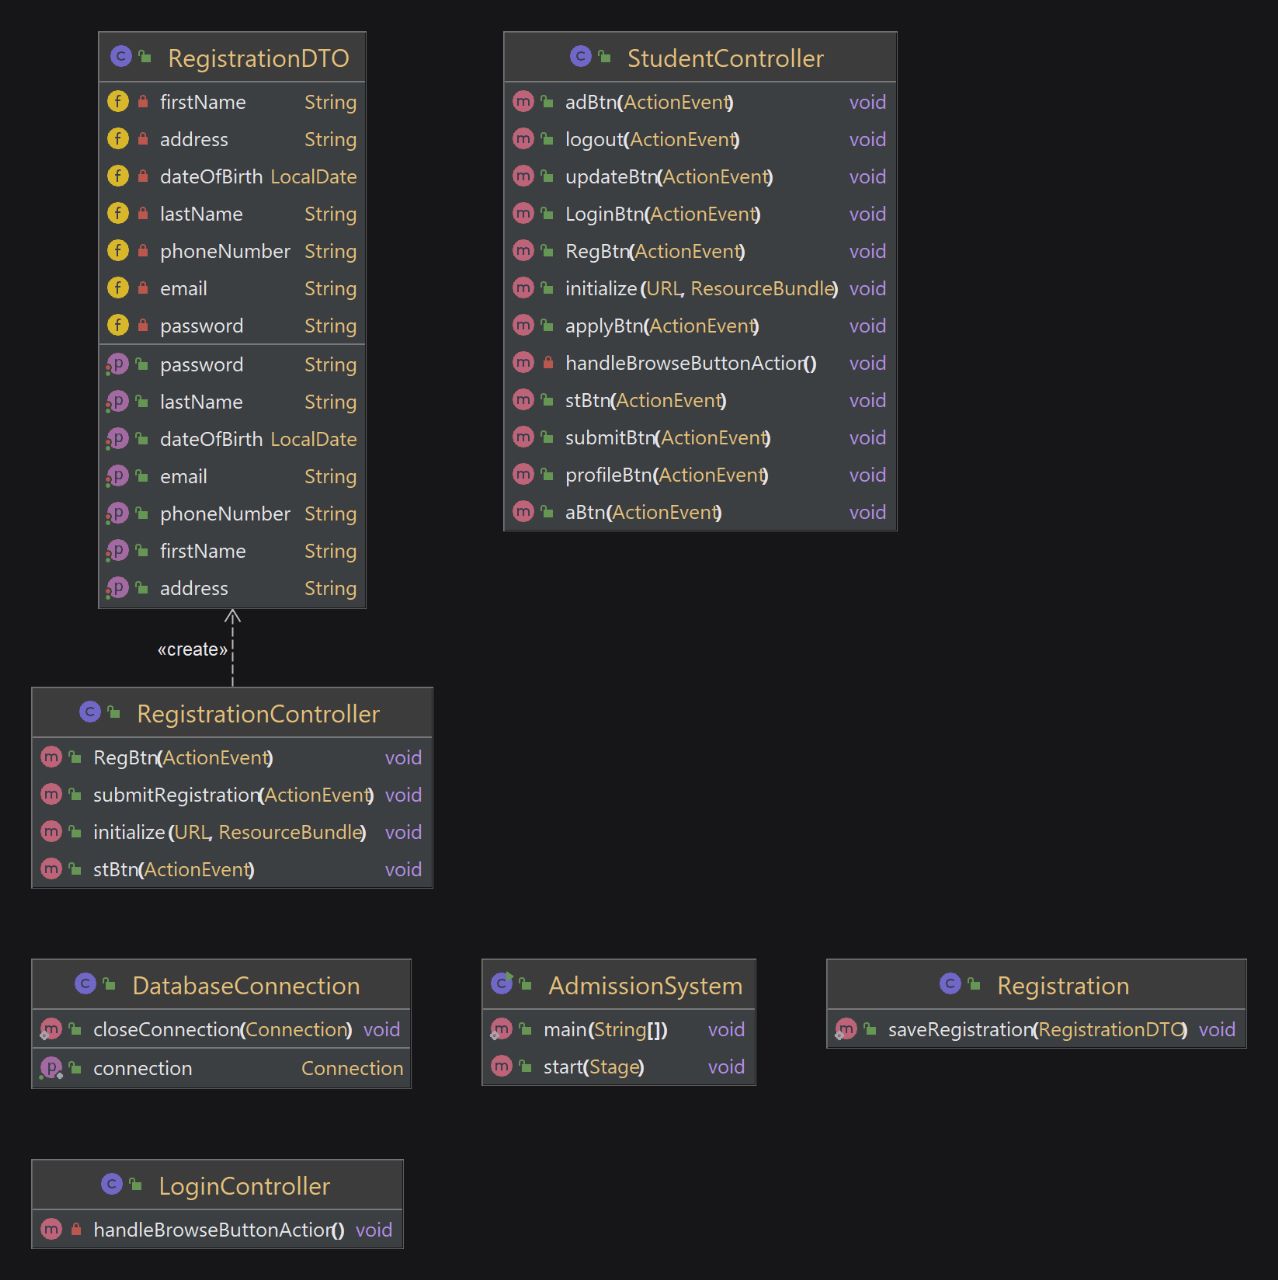 RegistrationDTO
firstName String
address String
dateOfBirth LocalDate
lastName String
phoneNumber String
email String
password String
password String
lastName String
dateOfBirth LocalDate
email String
phoneNumber String
firstName String
address String
«create»
StudentController
adBtn(ActionEvent) void
logout(ActionEvent) void
updateBtn(ActionEvent) void
LoginBtn(ActionEvent) void
RegBtn(ActionEvent) void
initialize(URL, ResourceBundle) void
applyBtn(ActionEvent) void
handleBrowseButtonAction() void
stBtn(ActionEvent) void
submitBtn(ActionEvent) void
profileBtn(ActionEvent) void
aBtn(ActionEvent) void
RegistrationController
RegBtn(ActionEvent) void
submitRegistration(ActionEvent) void
initialize(URL, ResourceBundle) void
stBtn(ActionEvent) void
DatabaseConnection
closeConnection(Connection) void
connection Connection
AdmissionSystem
main(String[]) void
start(Stage) void
Registration
saveRegistration(RegistrationDTO) void
LoginController
handleBrowseButtonAction() void